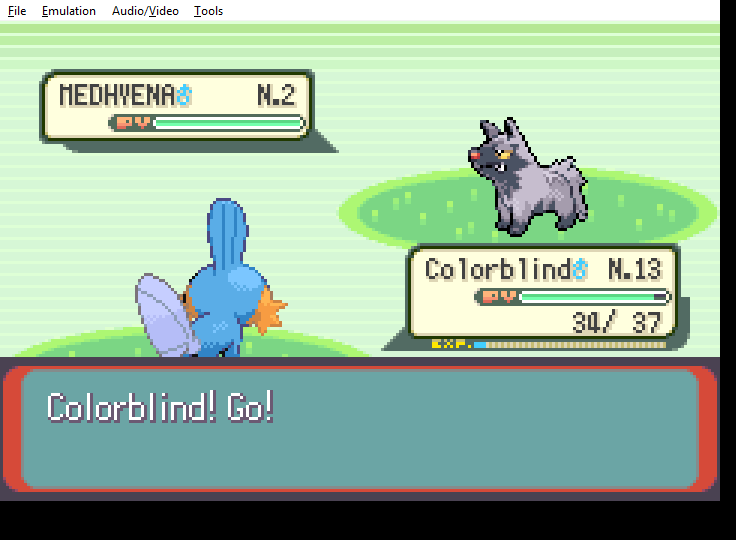 File Emulation Audio/Video Tools
MEDHYENA♂ N.2
PV
Colorblind♂ N.13
PV
34/ 37
EXP.
Colorblind! Go!